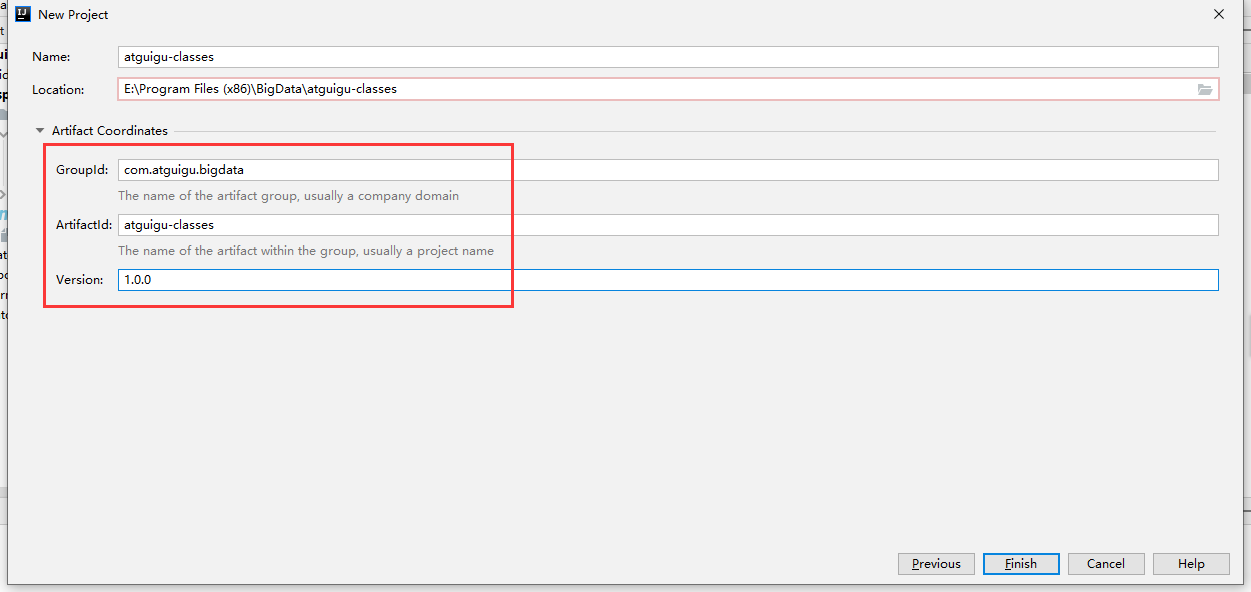 New Project
Name: atguigu-classes
Location: E:\Program Files (x86)\BigData\atguigu-classes
Artifact Coordinates
GroupId: com.atguigu.bigdata
The name of the artifact group, usually a company domain
ArtifactId: atguigu-classes
The name of the artifact within the group, usually a project name
Version: 1.0.0
Previous Finish Cancel Help